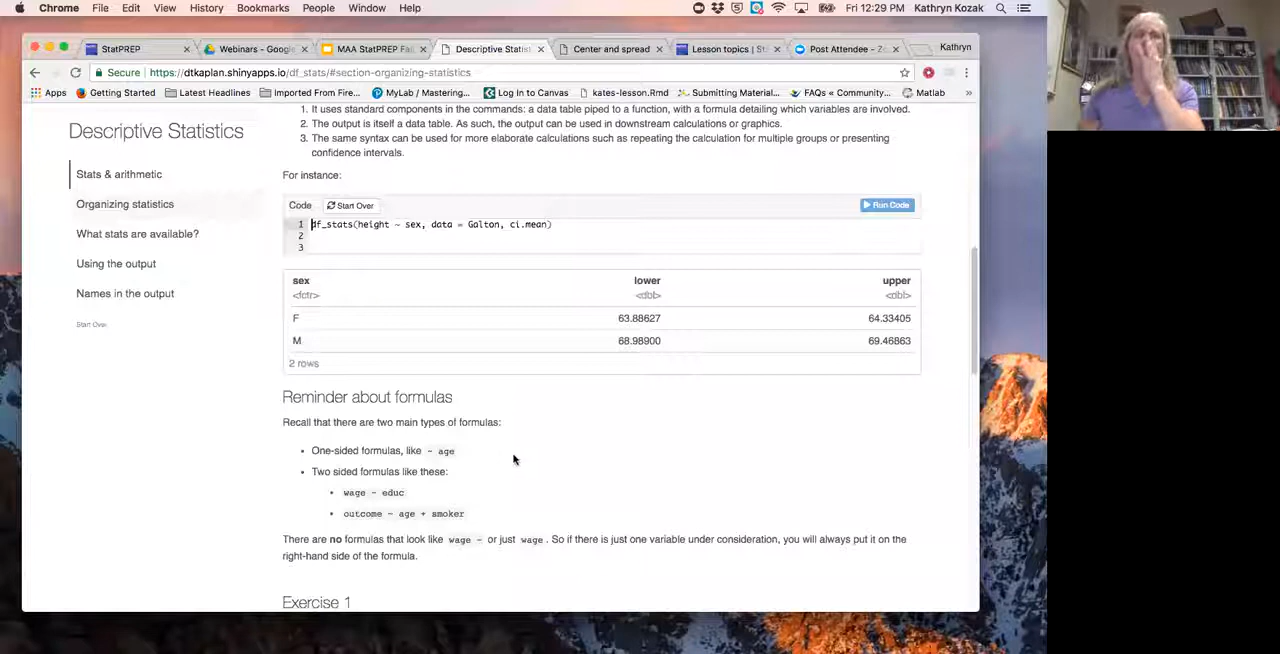 Chrome File Edit View History Bookmarks People Window Help Fri 12:29 PM Kathryn Kozak
StatPREP Webinars - Google MAA StatPREP Fal Descriptive Statist Center and spread Lesson topics | St Post Attendee - Zo Kathryn
Secure https://dtkaplan.shinyapps.io/df_stats/#section-organizing-statistics
Apps Getting Started Latest Headlines Imported From Fire... MyLab / Mastering... Log In to Canvas kates-lesson.Rmd Submitting Material... FAQs « Community... Matlab »
Descriptive Statistics
Stats & arithmetic
Organizing statistics
What stats are available?
Using the output
Names in the output
Start Over
1. It uses standard components in the commands: a data table piped to a function, with a formula detailing which variables are involved.
2. The output is itself a data table. As such, the output can be used in downstream calculations or graphics.
3. The same syntax can be used for more elaborate calculations such as repeating the calculation for multiple groups or presenting
confidence intervals.
For instance:
Code Start Over Run Code
1 df_stats(height ~ sex, data = Galton, ci.mean)
2
3
sex lower upper
<fctr> <dbl> <dbl>
F 63.88627 64.33405
M 68.98900 69.46863
2 rows
Reminder about formulas
Recall that there are two main types of formulas:
• One-sided formulas, like ~ age
• Two sided formulas like these:
• wage ~ educ
• outcome ~ age + smoker
There are no formulas that look like wage ~ or just wage . So if there is just one variable under consideration, you will always put it on the
right-hand side of the formula.
Exercise 1